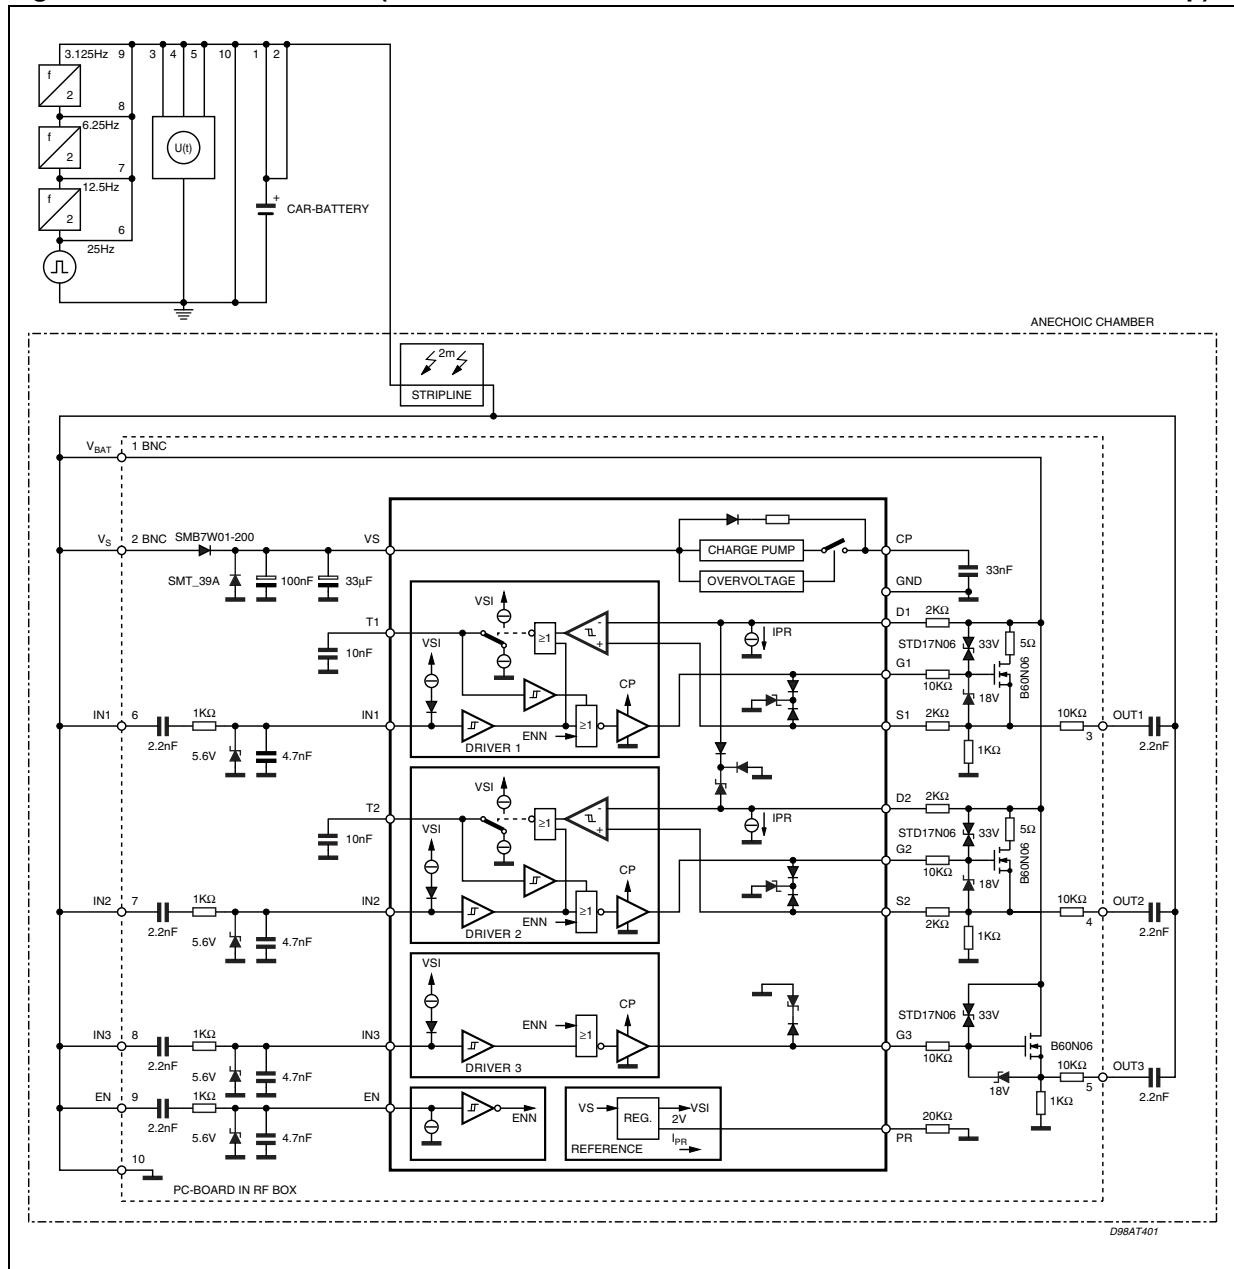 3.125Hz 9 3 4 5 10 1 2
f
2
8
6.25Hz
f
2
U(t)
7
12.5Hz
f
2
+
CAR-BATTERY
6
25Hz
ANECHOIC CHAMBER
2m
STRIPLINE
VBAT 1 BNC
VS 2 BNC SMB7W01-200 VS
CHARGE PUMP
CP
SMT_39A 100nF 33µF
OVERVOLTAGE
33nF
GND
VSI
T1
10nF
VSI
≥1
-
+
IPR
D1 2KΩ
STD17N06 33V 5Ω
G1
10KΩ
18V
B60N06
CP
IN1 6 1KΩ IN1
2.2nF
5.6V 4.7nF
ENN
≥1
DRIVER 1
S1 2KΩ
10KΩ OUT1
3
2.2nF
1KΩ
VSI
T2
10nF
VSI
≥1
-
+
IPR
D2 2KΩ
STD17N06 33V 5Ω
G2
10KΩ
18V
B60N06
CP
IN2 7 1KΩ IN2
2.2nF
5.6V 4.7nF
ENN
≥1
DRIVER 2
S2
2KΩ
10KΩ OUT2
4
2.2nF
1KΩ
VSI
CP
ENN
≥1
STD17N06 33V
IN3 8 1KΩ IN3
2.2nF
5.6V 4.7nF
DRIVER 3
G3
10KΩ
B60N06
10KΩ OUT3
5
18V
2.2nF
1KΩ
EN 9 1KΩ EN
2.2nF
5.6V 4.7nF
ENN
VS REG. VSI
2V
IPR
REFERENCE
20KΩ
PR
10
PC-BOARD IN RF BOX
D98AT401